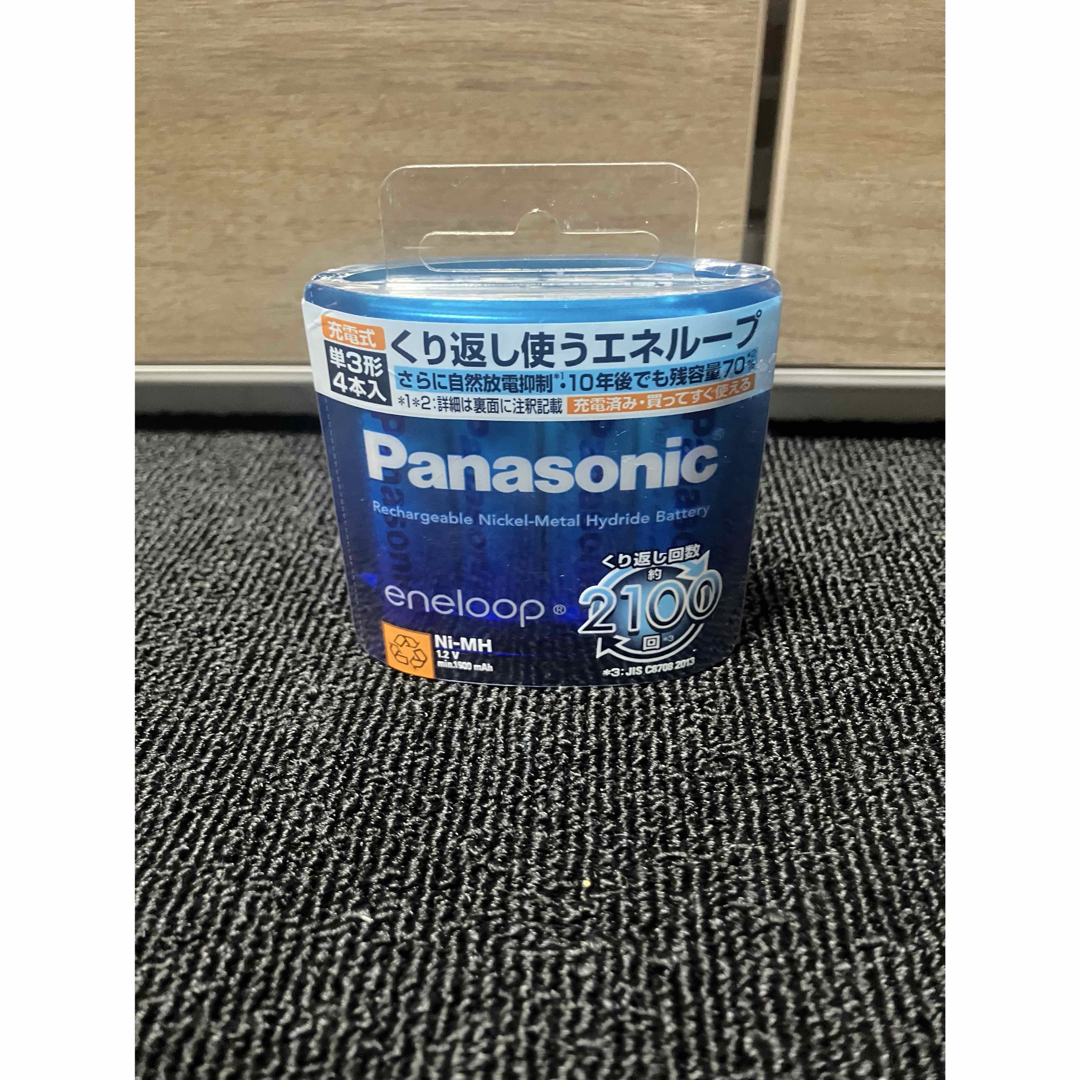 充電式
単3形
4本入
くり返し使うエネループ
さらに自然放電抑制*1・10年後でも残容量70%*2
*1*2:詳細は裏面に注釈記載
充電済み・買ってすぐ使える
Panasonic®
Rechargeable Nickel-Metal Hydride Battery
eneloop®
くり返し回数
約
2100
回*3
Ni-MH
1.2 V
min.1900 mAh
*3:JIS C8708 2013
Panasonic
Panasonic
Panasonic
Panasonic